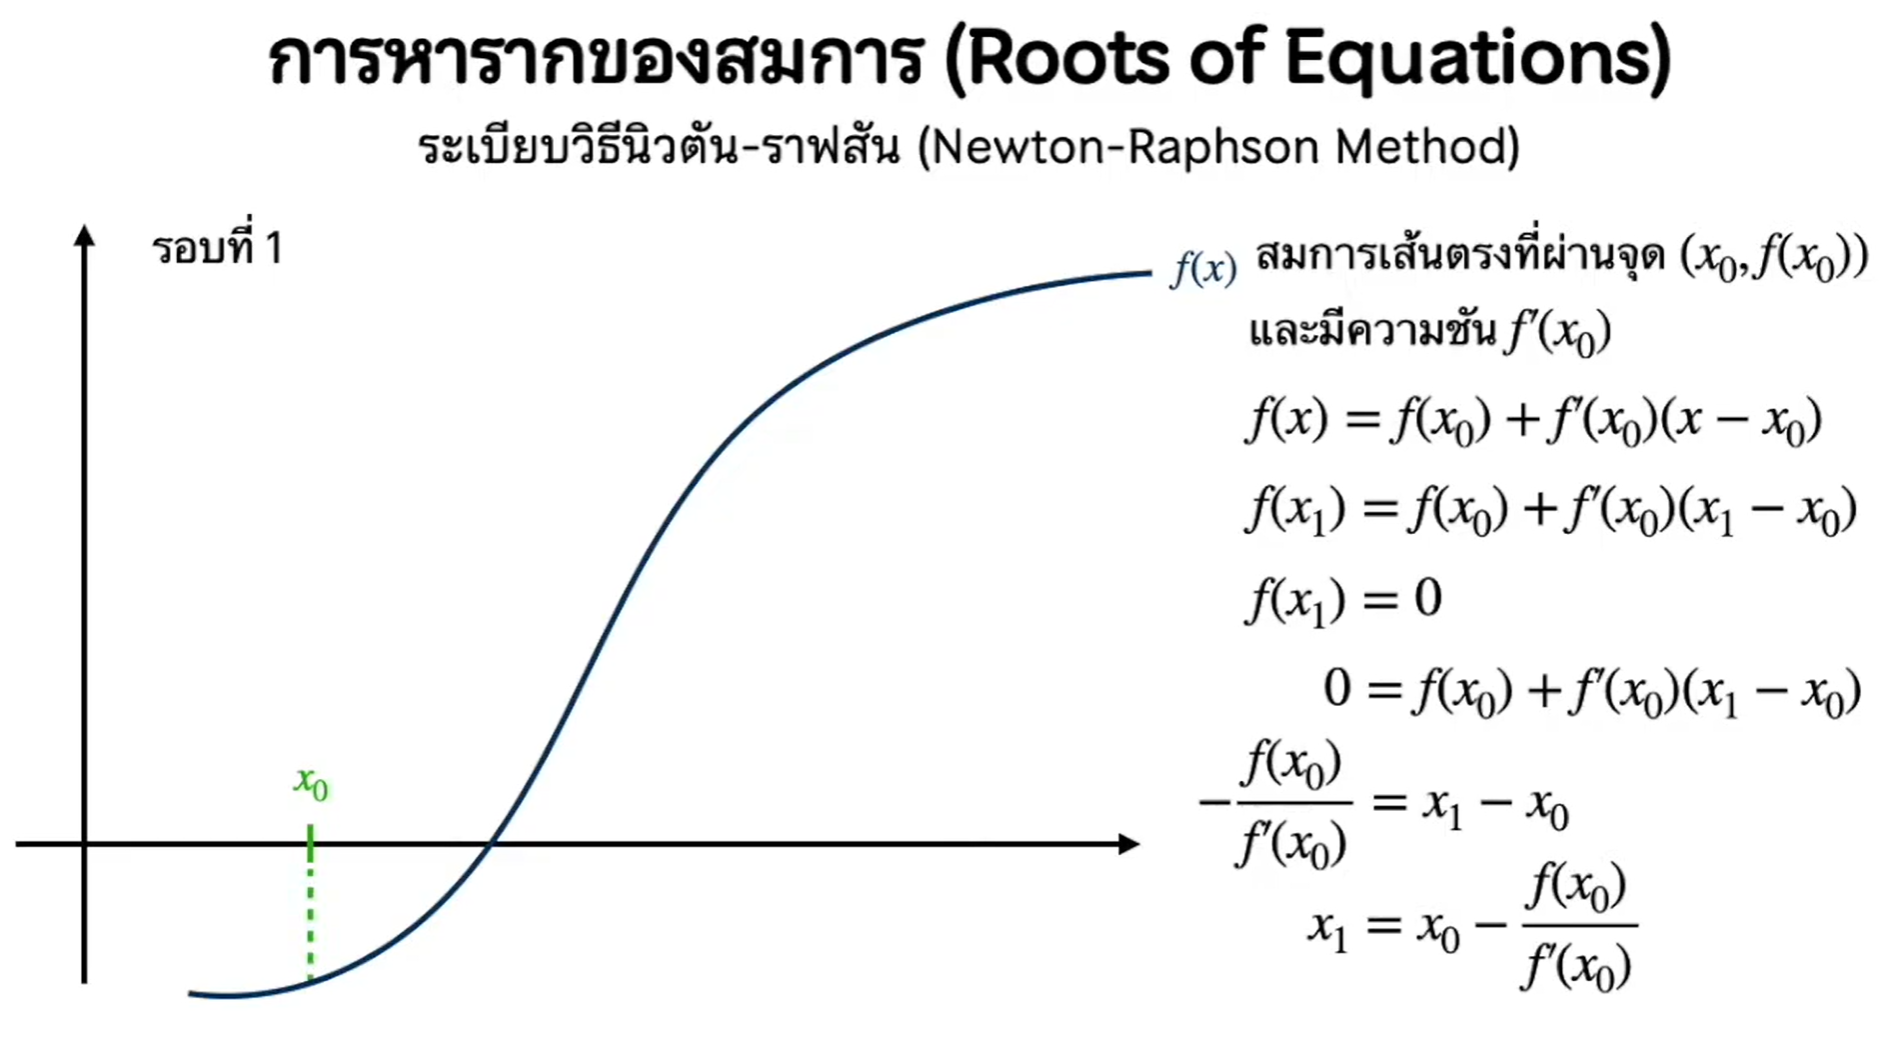 การหารากของสมการ (Roots of Equations)
ระเบียบวิธีนิวตัน-ราฟสัน (Newton-Raphson Method)
รอบที่ 1
f(x)
x₀
สมการเส้นตรงที่ผ่านจุด (x₀, f(x₀))
และมีความชัน f′(x₀)
f(x) = f(x₀) + f′(x₀)(x − x₀)
f(x₁) = f(x₀) + f′(x₀)(x₁ − x₀)
f(x₁) = 0
0 = f(x₀) + f′(x₀)(x₁ − x₀)
−f(x₀)/f′(x₀) = x₁ − x₀
x₁ = x₀ − f(x₀)/f′(x₀)